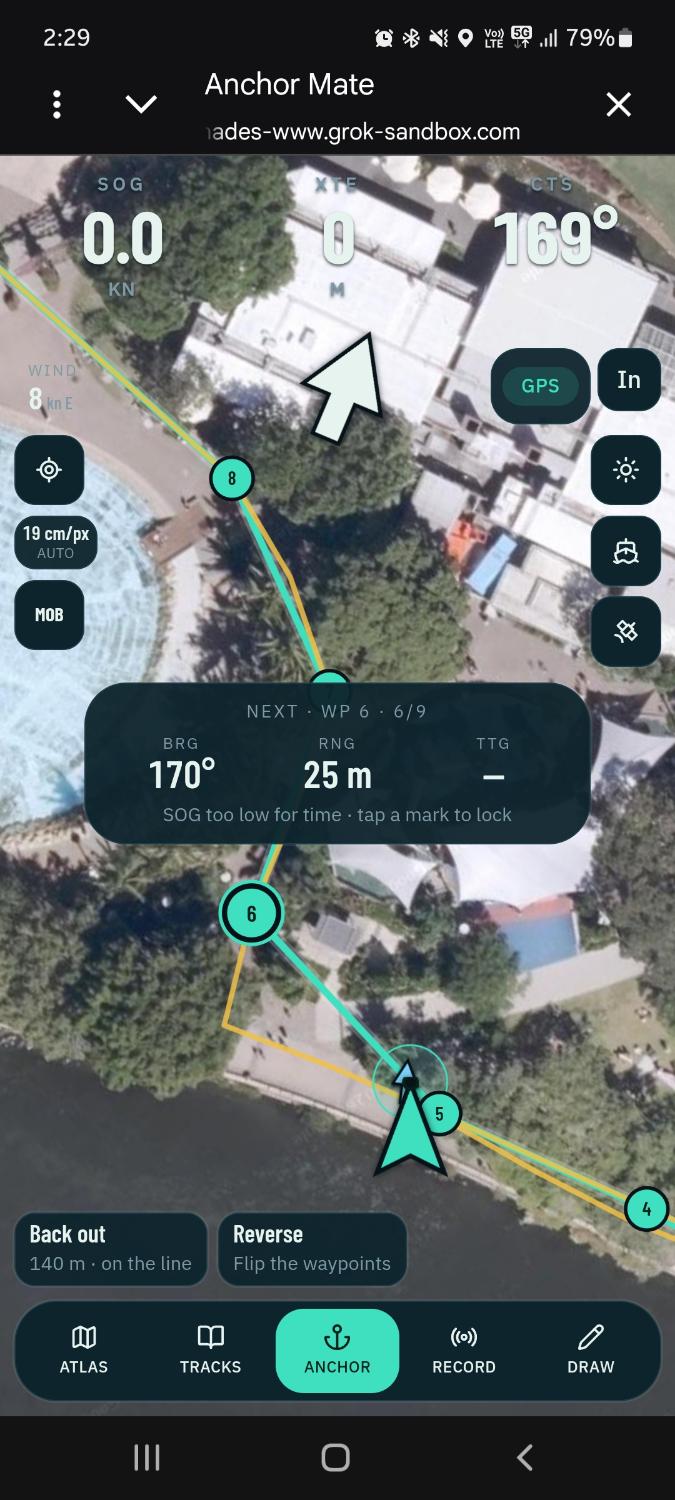 2:29
Vo)) LTE
5G
79%
Anchor Mate
ades-www.grok-sandbox.com
SOG
XTE
CTS
0.0
0
169°
KN
M
WIND
8 kn E
GPS
In
8
19 cm/px
AUTO
MOB
NEXT · WP 6 · 6/9
BRG
RNG
TTG
170°
25 m
–
SOG too low for time · tap a mark to lock
6
5
4
Back out
140 m · on the line
Reverse
Flip the waypoints
ATLAS
TRACKS
ANCHOR
RECORD
DRAW